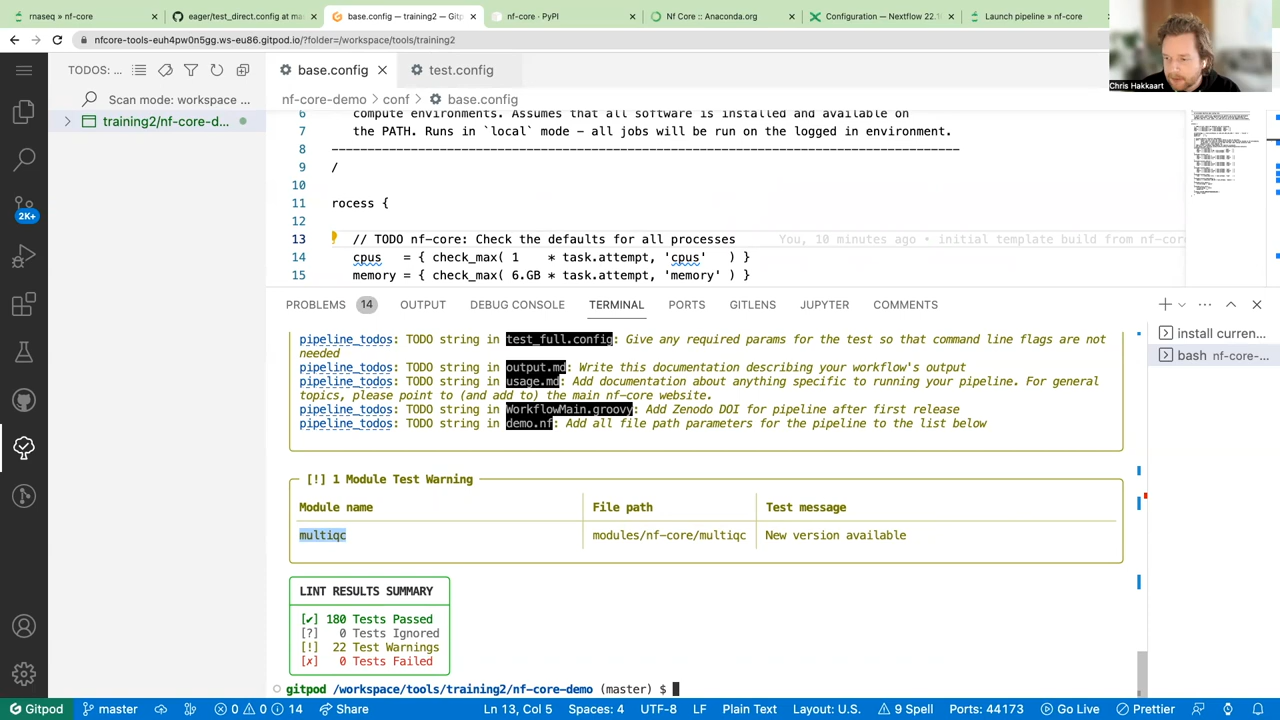 rnaseq » nf-core
eager/test_direct.config at mas
base.config — training2 — Gitp
nf-core · PyPI
Nf Core :: Anaconda.org
Configuration — Nextflow 22.10
Launch pipeline » nf-core
nfcore-tools-euh4pw0n5gg.ws-eu86.gitpod.io/?folder=/workspace/tools/training2
Chris Hakkaart
TODOS: ...
base.config
test.config
Scan mode: workspace ...
nf-core-demo > conf > base.config
training2/nf-core-d...
6 compute environments. Assumes that all software is installed and available on
7 the PATH. Runs in `local` mode - all jobs will be run on the logged in environment.
8 ----------------------------------------------------------------------------------------
9 /
10
11 rocess {
12
13 // TODO nf-core: Check the defaults for all processes You, 10 minutes ago • initial template build from nf-core
14 cpus = { check_max( 1 * task.attempt, 'cpus' ) }
15 memory = { check_max( 6.GB * task.attempt, 'memory' ) }
2K+
PROBLEMS 14 OUTPUT DEBUG CONSOLE TERMINAL PORTS GITLENS JUPYTER COMMENTS
install curren...
bash nf-core-...
pipeline_todos: TODO string in test_full.config: Give any required params for the test so that command line flags are not
needed
pipeline_todos: TODO string in output.md: Write this documentation describing your workflow's output
pipeline_todos: TODO string in usage.md: Add documentation about anything specific to running your pipeline. For general
topics, please point to (and add to) the main nf-core website.
pipeline_todos: TODO string in WorkflowMain.groovy: Add Zenodo DOI for pipeline after first release
pipeline_todos: TODO string in demo.nf: Add all file path parameters for the pipeline to the list below
[!] 1 Module Test Warning
Module name File path Test message
multiqc modules/nf-core/multiqc New version available
LINT RESULTS SUMMARY
[✔] 180 Tests Passed
[?] 0 Tests Ignored
[!] 22 Test Warnings
[✗] 0 Tests Failed
gitpod /workspace/tools/training2/nf-core-demo (master) $
Gitpod master 0 0 14 Share Ln 13, Col 5 Spaces: 4 UTF-8 LF Plain Text Layout: U.S. 9 Spell Ports: 44173 Go Live Prettier